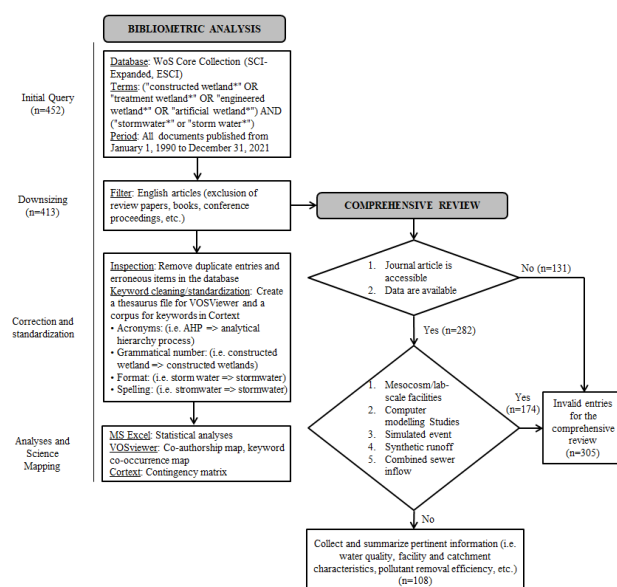 BIBLIOMETRIC ANALYSIS
Initial Query
(n=452)
Database: WoS Core Collection (SCI-
Expanded, ESCI)
Terms: ("constructed wetland*" OR
"treatment wetland*" OR "engineered
wetland*" OR "artificial wetland*") AND
("stormwater*" or "storm water*")
Period: All documents published from
January 1, 1990 to December 31, 2021
Downsizing
(n=413)
Filter: English articles (exclusion of
review papers, books, conference
proceedings, etc.)
Correction and
standardization
Inspection: Remove duplicate entries and
erroneous items in the database
Keyword cleaning/standardization: Create
a thesaurus file for VOSViewer and a
corpus for keywords in Cortext
• Acronyms: (i.e. AHP => analytical
hierarchy process)
• Grammatical number: (i.e. constructed
wetland => constructed wetlands)
• Format: (i.e. storm water => stormwater)
• Spelling: (i.e. stromwater => stormwater)
Analyses and
Science
Mapping
MS Excel: Statistical analyses
VOSviewer: Co-authorship map, keyword
co-occurrence map
Cortext: Contingency matrix
COMPREHENSIVE REVIEW
1. Journal article is
accessible
2. Data are available
No (n=131)
Yes (n=282)
1. Mesocosm/lab-
scale facilities
2. Computer
modelling Studies
3. Simulated event
4. Synthetic runoff
5. Combined sewer
inflow
Yes
(n=174)
Invalid entries
for the
comprehensive
review
(n=305)
No
Collect and summarize pertinent information (i.e.
water quality, facility and catchment
characteristics, pollutant removal efficiency, etc.)
(n=108)